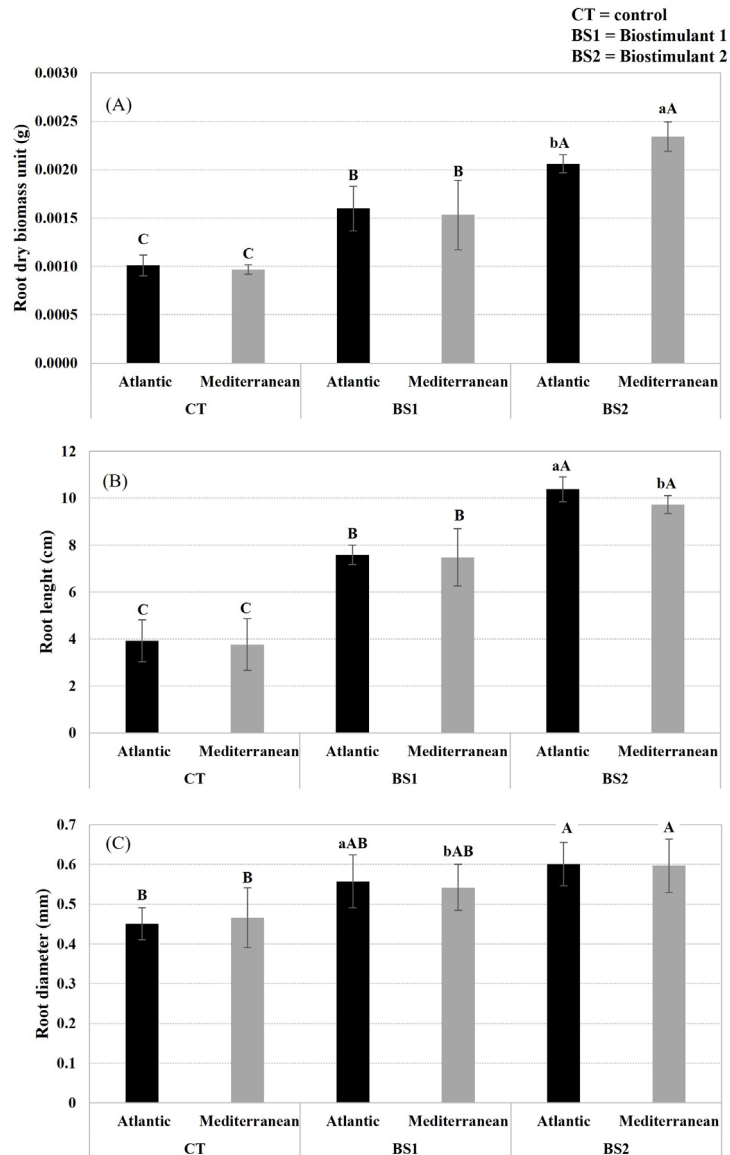 CT = control
BS1 = Biostimulant 1
BS2 = Biostimulant 2
(A)
Root dry biomass unit (g)
0.0030
0.0025
0.0020
0.0015
0.0010
0.0005
0.0000
C C B B bA aA
Atlantic Mediterranean Atlantic Mediterranean Atlantic Mediterranean
CT BS1 BS2
(B)
Root lenght (cm)
12
10
8
6
4
2
0
C C B B aA bA
Atlantic Mediterranean Atlantic Mediterranean Atlantic Mediterranean
CT BS1 BS2
(C)
Root diameter (mm)
0.7
0.6
0.5
0.4
0.3
0.2
0.1
0
B B aAB bAB A A
Atlantic Mediterranean Atlantic Mediterranean Atlantic Mediterranean
CT BS1 BS2